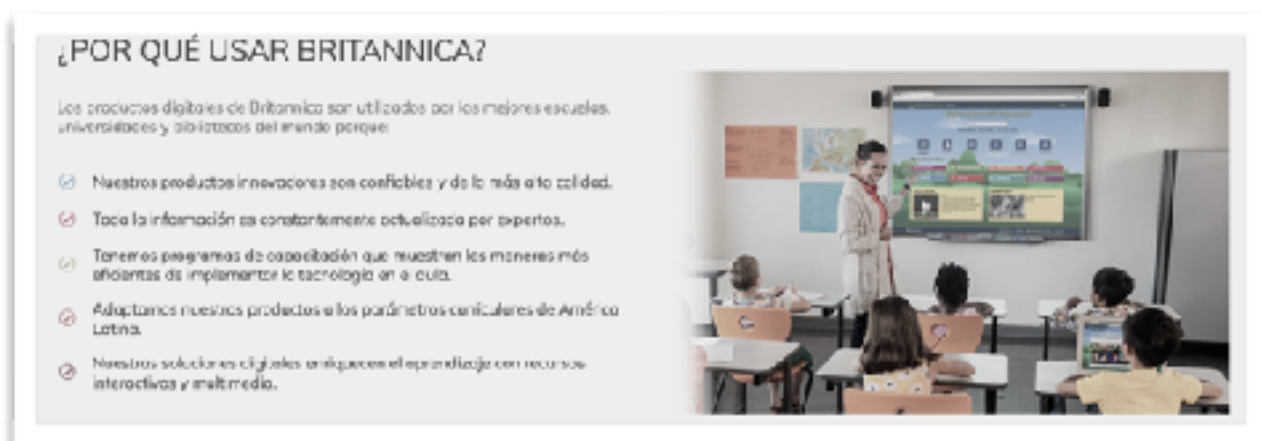 ¿POR QUÉ USAR BRITANNICA?
Los productos digitales de Britannica son utilizados por las mejores escuelas,
universidades y bibliotecas del mundo porque:
Nuestros productos innovadores son confiables y de la más alta calidad.
Toda la información es constantemente actualizada por expertos.
Tenemos programas de capacitación que muestran las maneras más
eficientes de implementar la tecnología en el aula.
Adaptamos nuestros productos a los parámetros curriculares de América
Latina.
Nuestras soluciones digitales enriquecen el aprendizaje con recursos
interactivos y multimedia.